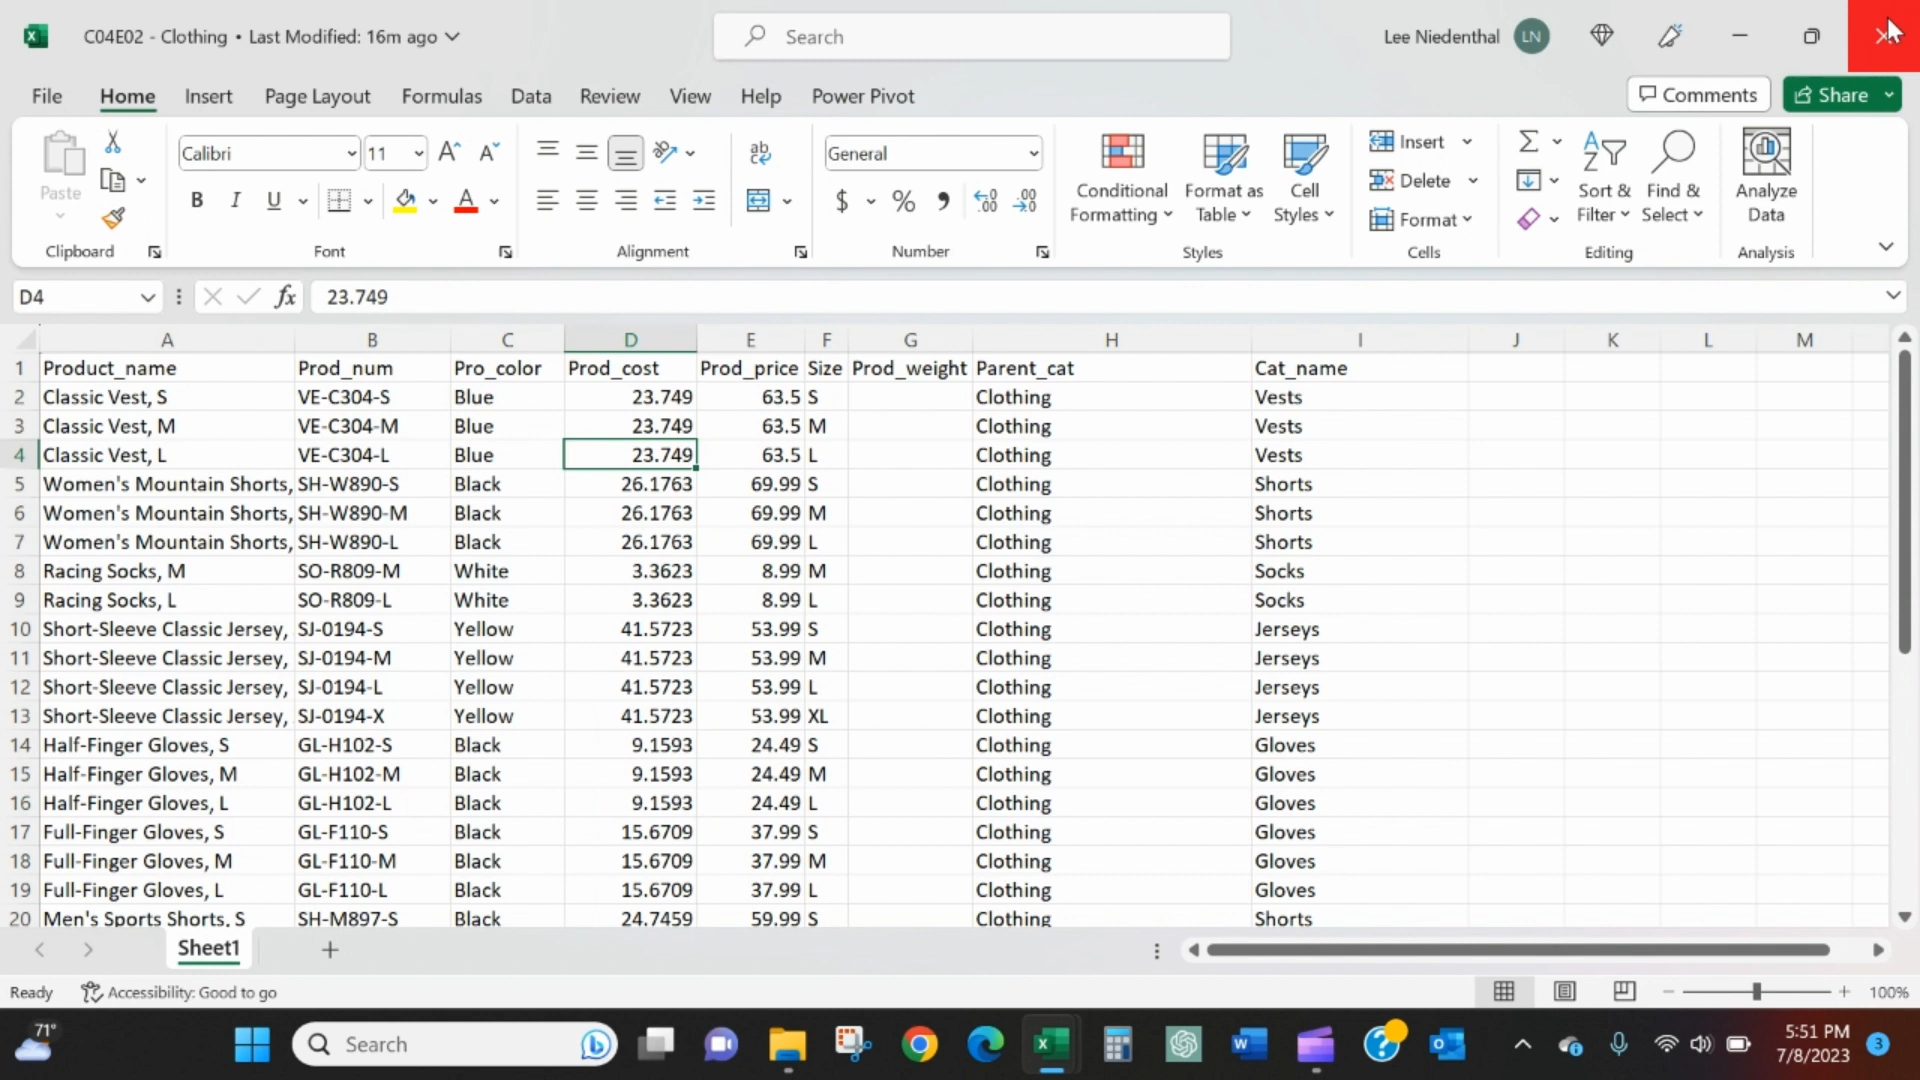 C04E02 - Clothing • Last Modified: 16m ago
Search
Lee Niedenthal LN
File Home Insert Page Layout Formulas Data Review View Help Power Pivot Comments Share
Paste
Clipboard
Calibri 11
B I U A
Font
ab
Alignment
General
$ % .00 .00
Number
Conditional Formatting
Format as Table
Cell Styles
Styles
Insert
Delete
Format
Cells
Sort & Filter
Find & Select
Editing
Analyze Data
Analysis
D4 fx 23.749
A B C D E F G H I J K L M
1 Product_name Prod_num Pro_color Prod_cost Prod_price Size Prod_weight Parent_cat Cat_name
2 Classic Vest, S VE-C304-S Blue 23.749 63.5 S Clothing Vests
3 Classic Vest, M VE-C304-M Blue 23.749 63.5 M Clothing Vests
4 Classic Vest, L VE-C304-L Blue 23.749 63.5 L Clothing Vests
5 Women's Mountain Shorts, SH-W890-S Black 26.1763 69.99 S Clothing Shorts
6 Women's Mountain Shorts, SH-W890-M Black 26.1763 69.99 M Clothing Shorts
7 Women's Mountain Shorts, SH-W890-L Black 26.1763 69.99 L Clothing Shorts
8 Racing Socks, M SO-R809-M White 3.3623 8.99 M Clothing Socks
9 Racing Socks, L SO-R809-L White 3.3623 8.99 L Clothing Socks
10 Short-Sleeve Classic Jersey, SJ-0194-S Yellow 41.5723 53.99 S Clothing Jerseys
11 Short-Sleeve Classic Jersey, SJ-0194-M Yellow 41.5723 53.99 M Clothing Jerseys
12 Short-Sleeve Classic Jersey, SJ-0194-L Yellow 41.5723 53.99 L Clothing Jerseys
13 Short-Sleeve Classic Jersey, SJ-0194-X Yellow 41.5723 53.99 XL Clothing Jerseys
14 Half-Finger Gloves, S GL-H102-S Black 9.1593 24.49 S Clothing Gloves
15 Half-Finger Gloves, M GL-H102-M Black 9.1593 24.49 M Clothing Gloves
16 Half-Finger Gloves, L GL-H102-L Black 9.1593 24.49 L Clothing Gloves
17 Full-Finger Gloves, S GL-F110-S Black 15.6709 37.99 S Clothing Gloves
18 Full-Finger Gloves, M GL-F110-M Black 15.6709 37.99 M Clothing Gloves
19 Full-Finger Gloves, L GL-F110-L Black 15.6709 37.99 L Clothing Gloves
20 Men's Sports Shorts, S SH-M897-S Black 24.7459 59.99 S Clothing Shorts
Sheet1
Ready Accessibility: Good to go 100%
71° Search 5:51 PM
7/8/2023 3